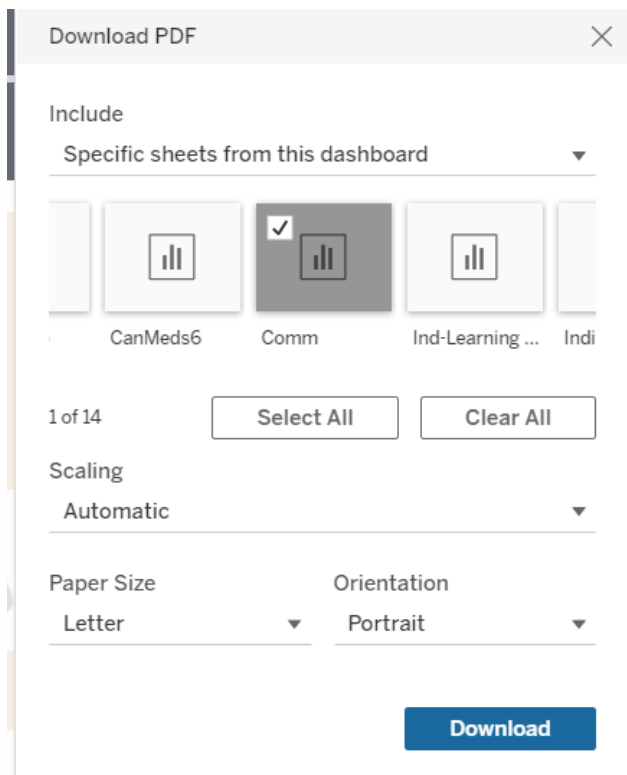 Download PDF
Include
Specific sheets from this dashboard
CanMeds6 Comm Ind-Learning ... Indi
1 of 14 Select All Clear All
Scaling
Automatic
Paper Size Orientation
Letter Portrait
Download